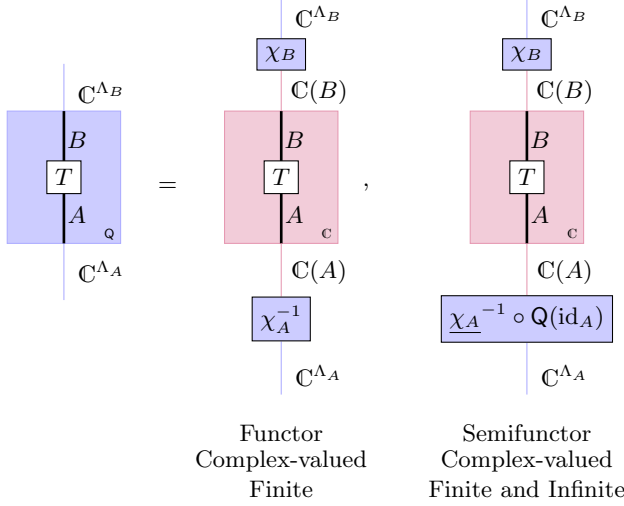 ℂ^{Λ_B}
χ_B
ℂ(B)
B
T
A
ℂ
ℂ(A)
χ_A^{-1}
ℂ^{Λ_A}
ℂ^{Λ_B}
χ_B
ℂ(B)
B
T
A
ℂ
ℂ(A)
\underline{χ_A}^{-1} ∘ Q(id_A)
ℂ^{Λ_A}
ℂ^{Λ_B}
B
T
A
Q
ℂ^{Λ_A}
=
,
Functor
Complex-valued
Finite
Semifunctor
Complex-valued
Finite and Infinite